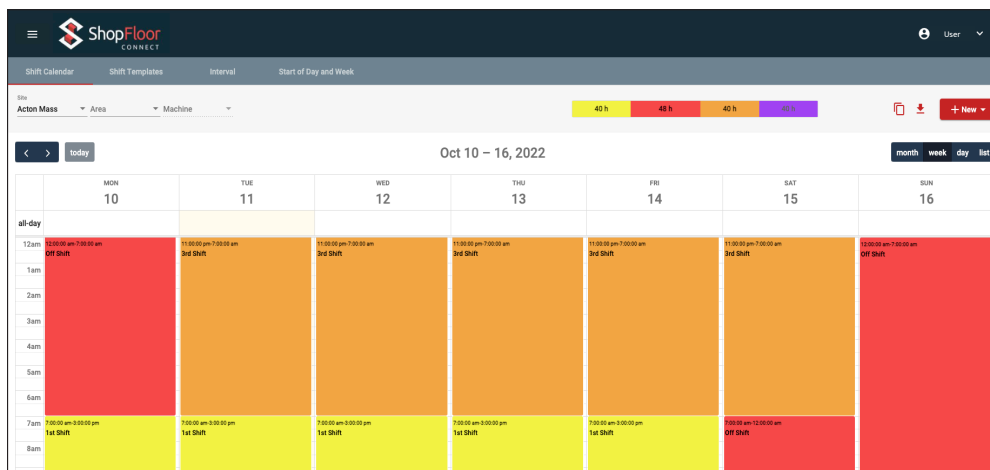 ShopFloor
CONNECT
User
Shift Calendar Shift Templates Interval Start of Day and Week
Site
Acton Mass Area Machine
40 h 48 h 40 h 40 h
+ New
< > today Oct 10 – 16, 2022 month week day list
MON TUE WED THU FRI SAT SUN
10 11 12 13 14 15 16
all-day
12am 12:00:00 am-7:00:00 am 11:00:00 pm-7:00:00 am 11:00:00 pm-7:00:00 am 11:00:00 pm-7:00:00 am 11:00:00 pm-7:00:00 am 11:00:00 pm-7:00:00 am 12:00:00 am-7:00:00 am
Off Shift 3rd Shift 3rd Shift 3rd Shift 3rd Shift 3rd Shift Off Shift
1am
2am
3am
4am
5am
6am
7am 7:00:00 am-3:00:00 pm 7:00:00 am-3:00:00 pm 7:00:00 am-3:00:00 pm 7:00:00 am-3:00:00 pm 7:00:00 am-3:00:00 pm 7:00:00 am-12:00:00 am
1st Shift 1st Shift 1st Shift 1st Shift 1st Shift Off Shift
8am